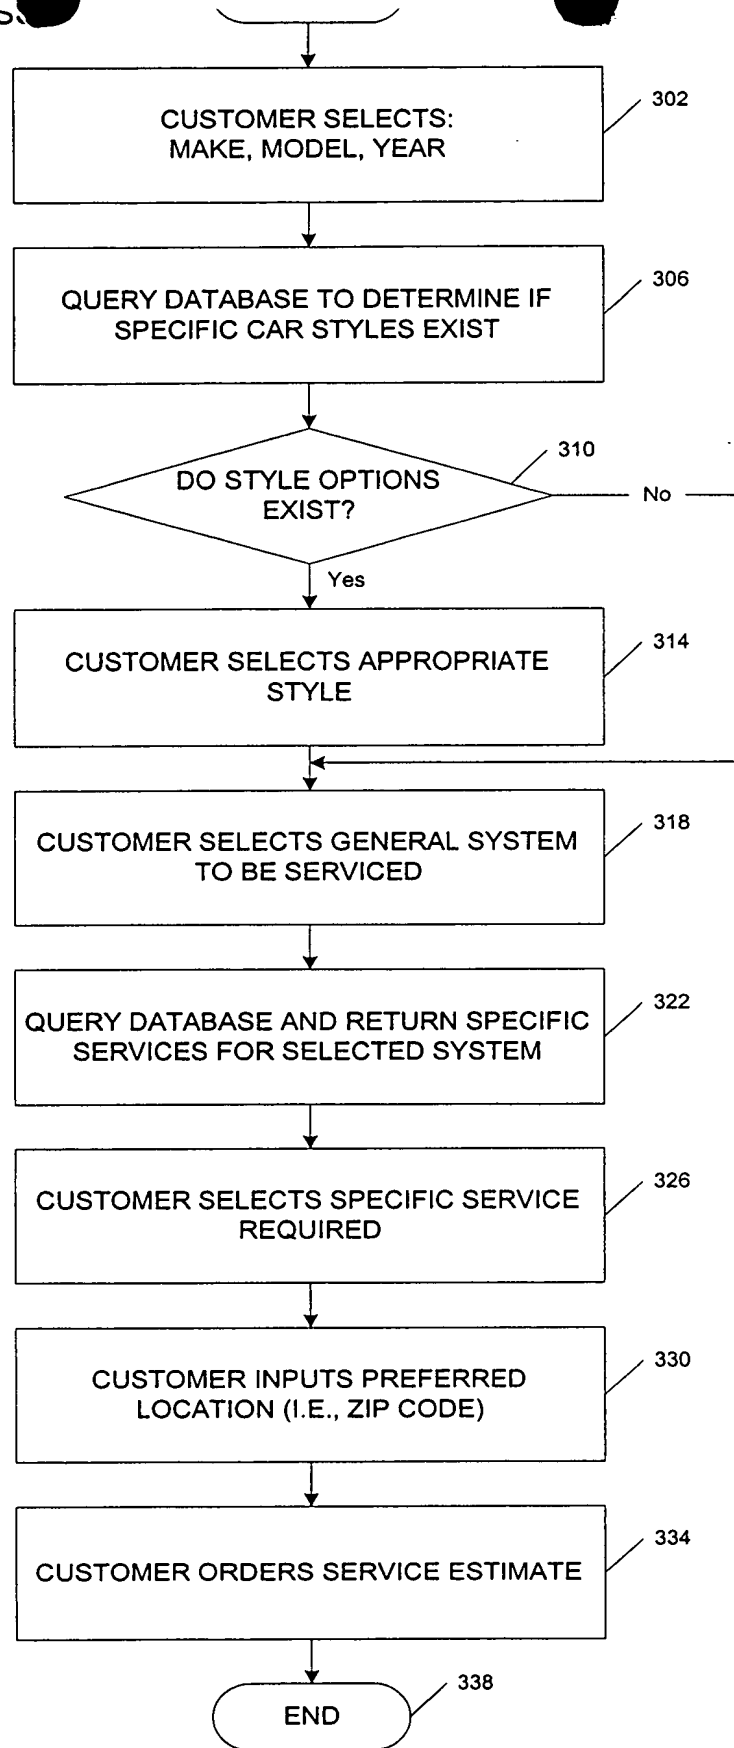 302
CUSTOMER SELECTS:
MAKE, MODEL, YEAR
306
QUERY DATABASE TO DETERMINE IF
SPECIFIC CAR STYLES EXIST
310
DO STYLE OPTIONS
EXIST?
No
Yes
314
CUSTOMER SELECTS APPROPRIATE
STYLE
318
CUSTOMER SELECTS GENERAL SYSTEM
TO BE SERVICED
322
QUERY DATABASE AND RETURN SPECIFIC
SERVICES FOR SELECTED SYSTEM
326
CUSTOMER SELECTS SPECIFIC SERVICE
REQUIRED
330
CUSTOMER INPUTS PREFERRED
LOCATION (I.E., ZIP CODE)
334
CUSTOMER ORDERS SERVICE ESTIMATE
338
END